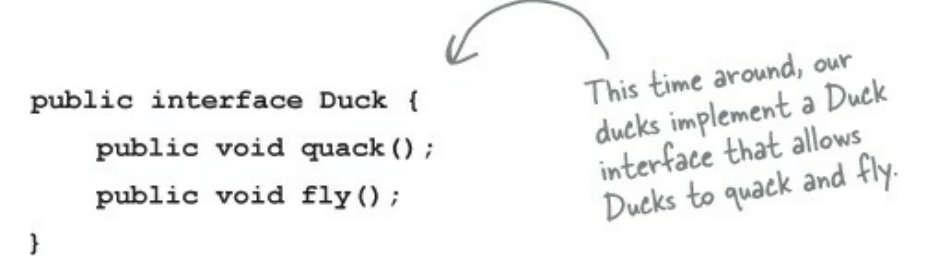 public interface Duck {
public void quack();
public void fly();
}
This time around, our
ducks implement a Duck
interface that allows
Ducks to quack and fly.